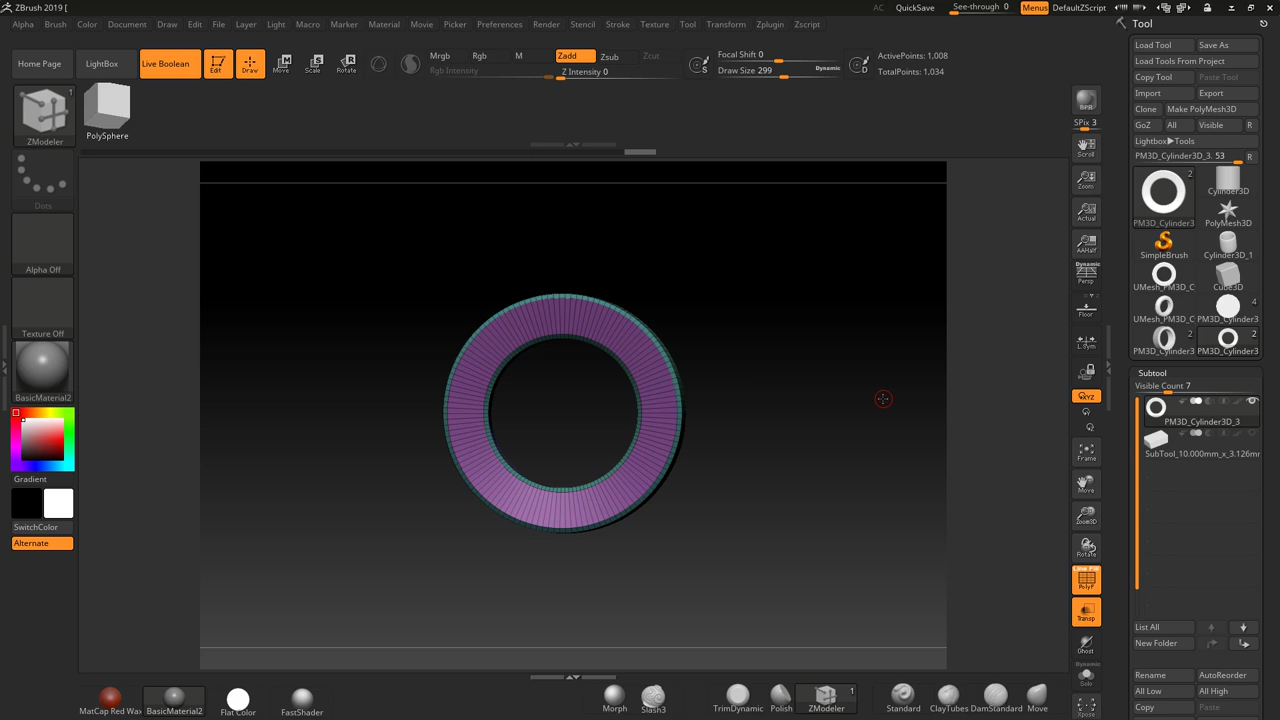 ZBrush 2019 [
AC QuickSave See-through 0 Menus DefaultZScript
Alpha Brush Color Document Draw Edit File Layer Light Macro Marker Material Movie Picker Preferences Render Stencil Stroke Texture Tool Transform Zplugin Zscript
Tool
Load Tool Save As
Load Tools From Project
Copy Tool Paste Tool
Import Export
Clone Make PolyMesh3D
GoZ All Visible R
Lightbox▶Tools
PM3D_Cylinder3D_3. 53 R
Home Page LightBox Live Boolean Edit Draw Move Scale Rotate
Mrgb Rgb M Zadd Zsub Zcut
Rgb Intensity Z Intensity 0
Focal Shift 0
Draw Size 299 Dynamic
S D
ActivePoints: 1,008
TotalPoints: 1,034
1
ZModeler
PolySphere
Dots
Alpha Off
Texture Off
BasicMaterial2
Gradient
SwitchColor
Alternate
BPR
SPix 3
Scroll
Zoom
Actual
AAHalf
Dynamic
Persp
Floor
L.Sym
XYZ
Frame
Move
Zoom3D
Rotate
Line Fill
PolyF
Transp
Ghost
Dynamic
Solo
Xpose
2
PM3D_Cylinder3 Cylinder3D
PolyMesh3D
SimpleBrush Cylinder3D_1
UMesh_PM3D_C Cube3D
4
UMesh_PM3D_C PM3D_Cylinder3
2 2
PM3D_Cylinder3 PM3D_Cylinder3
Subtool
Visible Count 7
PM3D_Cylinder3D_3
SubTool_10.000mm_x_3.126mr
List All
New Folder
Rename AutoReorder
All Low All High
Copy Paste
MatCap Red Wax BasicMaterial2 Flat Color FastShader Morph Slash3 TrimDynamic Polish ZModeler 1 Standard ClayTubes DamStandard Move